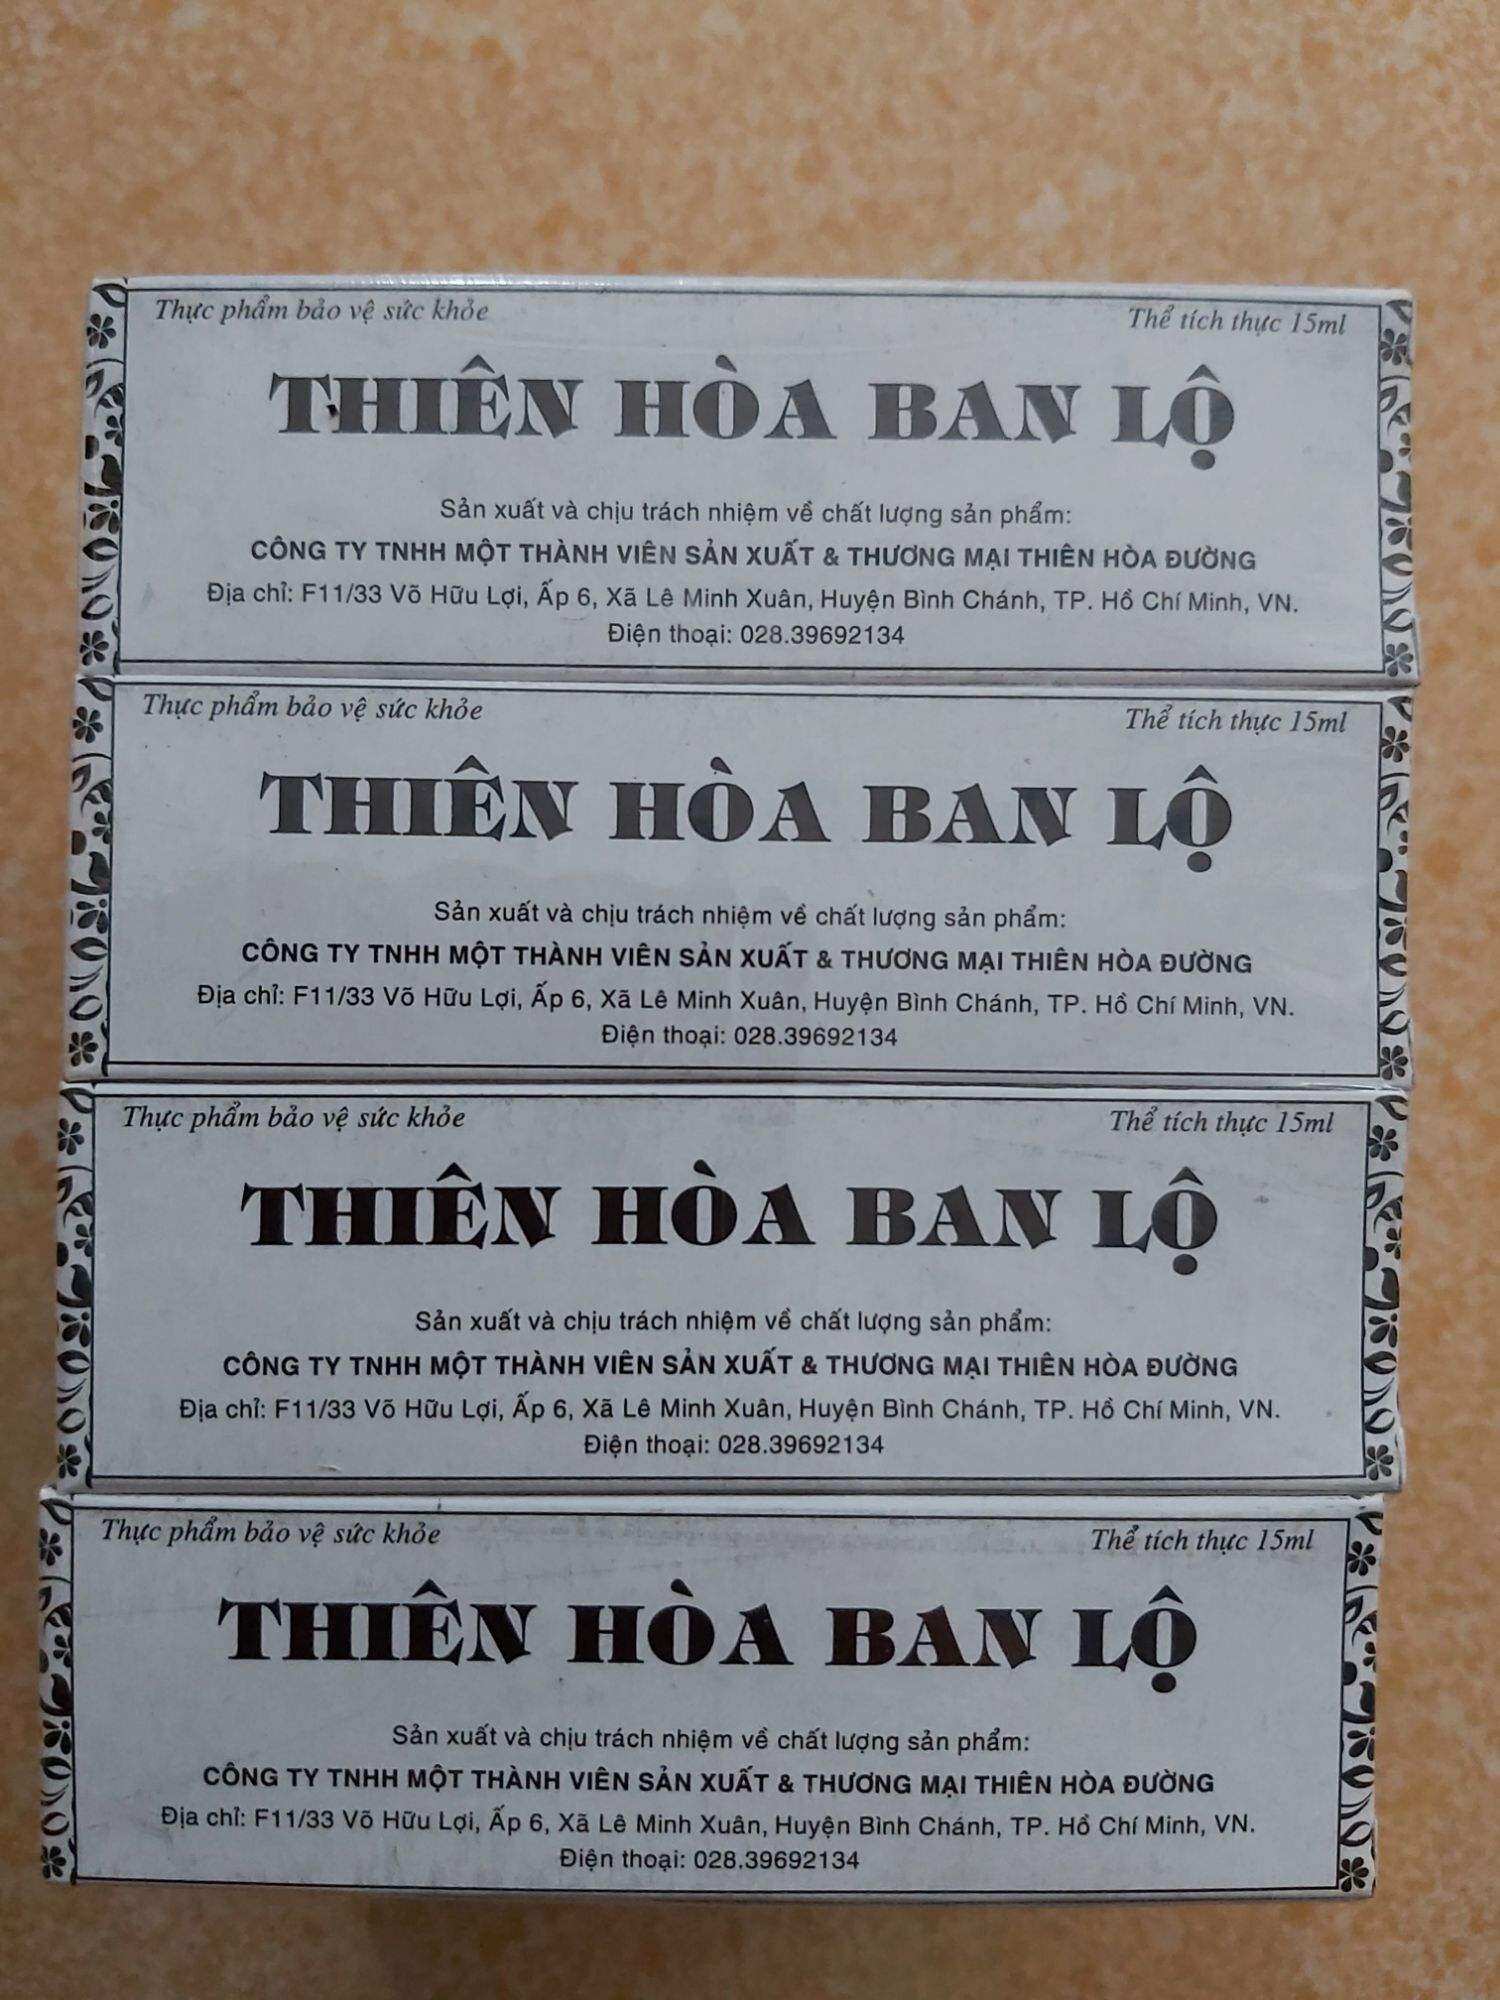 Thực phẩm bảo vệ sức khỏe
Thể tích thực 15ml
THIÊN HÒA BAN LỘ
Sản xuất và chịu trách nhiệm về chất lượng sản phẩm:
CÔNG TY TNHH MỘT THÀNH VIÊN SẢN XUẤT & THƯƠNG MẠI THIÊN HÒA ĐƯỜNG
Địa chỉ: F11/33 Võ Hữu Lợi, Ấp 6, Xã Lê Minh Xuân, Huyện Bình Chánh, TP. Hồ Chí Minh, VN.
Điện thoại: 028.39692134
Thực phẩm bảo vệ sức khỏe
Thể tích thực 15ml
THIÊN HÒA BAN LỘ
Sản xuất và chịu trách nhiệm về chất lượng sản phẩm:
CÔNG TY TNHH MỘT THÀNH VIÊN SẢN XUẤT & THƯƠNG MẠI THIÊN HÒA ĐƯỜNG
Địa chỉ: F11/33 Võ Hữu Lợi, Ấp 6, Xã Lê Minh Xuân, Huyện Bình Chánh, TP. Hồ Chí Minh, VN.
Điện thoại: 028.39692134
Thực phẩm bảo vệ sức khỏe
Thể tích thực 15ml
THIÊN HÒA BAN LỘ
Sản xuất và chịu trách nhiệm về chất lượng sản phẩm:
CÔNG TY TNHH MỘT THÀNH VIÊN SẢN XUẤT & THƯƠNG MẠI THIÊN HÒA ĐƯỜNG
Địa chỉ: F11/33 Võ Hữu Lợi, Ấp 6, Xã Lê Minh Xuân, Huyện Bình Chánh, TP. Hồ Chí Minh, VN.
Điện thoại: 028.39692134
Thực phẩm bảo vệ sức khỏe
Thể tích thực 15ml
THIÊN HÒA BAN LỘ
Sản xuất và chịu trách nhiệm về chất lượng sản phẩm:
CÔNG TY TNHH MỘT THÀNH VIÊN SẢN XUẤT & THƯƠNG MẠI THIÊN HÒA ĐƯỜNG
Địa chỉ: F11/33 Võ Hữu Lợi, Ấp 6, Xã Lê Minh Xuân, Huyện Bình Chánh, TP. Hồ Chí Minh, VN.
Điện thoại: 028.39692134